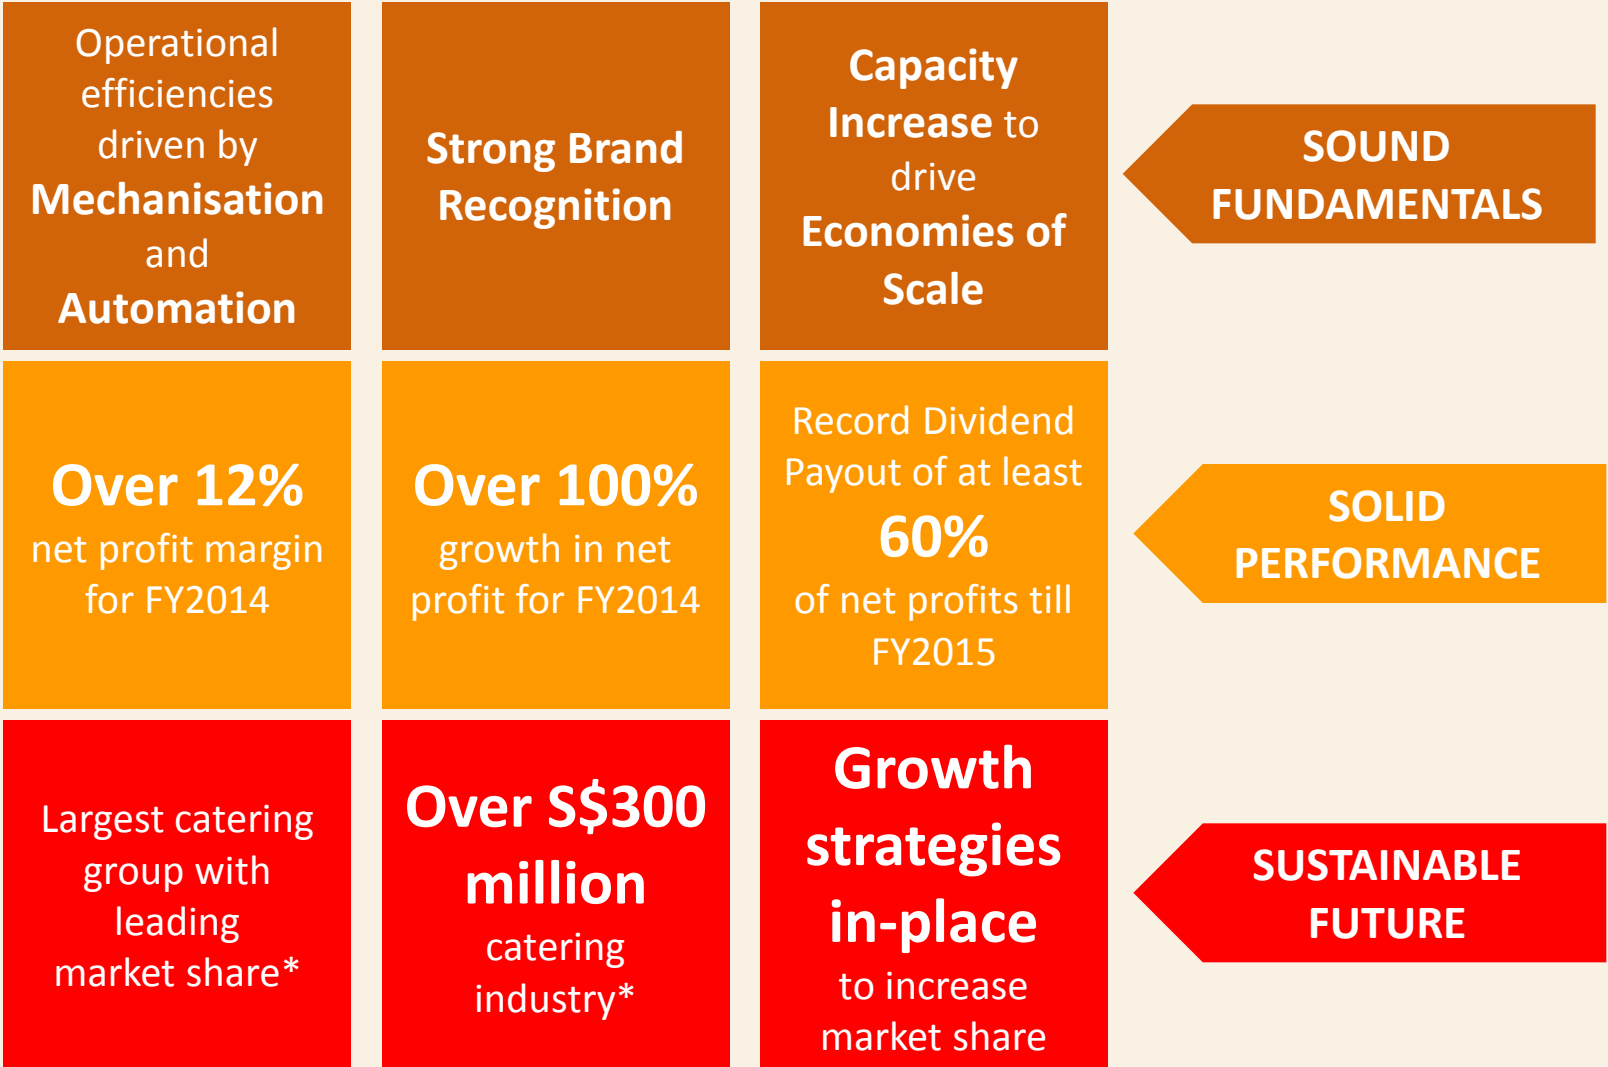 Operational
efficiencies
driven by
Mechanisation
and
Automation
Strong Brand
Recognition
Capacity
Increase to
drive
Economies of
Scale
SOUND
FUNDAMENTALS
Over 12%
net profit margin
for FY2014
Over 100%
growth in net
profit for FY2014
Record Dividend
Payout of at least
60%
of net profits till
FY2015
SOLID
PERFORMANCE
Largest catering
group with
leading
market share*
Over S$300
million
catering
industry*
Growth
strategies
in-place
to increase
market share
SUSTAINABLE
FUTURE